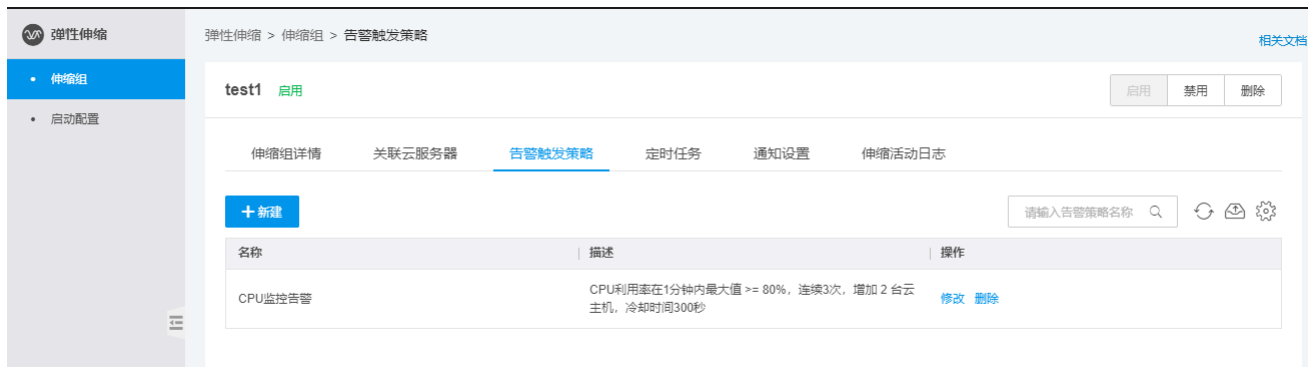 弹性伸缩
弹性伸缩 > 伸缩组 > 告警触发策略
相关文档
• 伸缩组
• 启动配置
test1 启用
启用 禁用 删除
伸缩组详情 关联云服务器 告警触发策略 定时任务 通知设置 伸缩活动日志
+ 新建
请输入告警策略名称
名称 描述 操作
CPU监控告警
CPU利用率在1分钟内最大值 >= 80%，连续3次，增加 2 台云
主机，冷却时间300秒
修改 删除